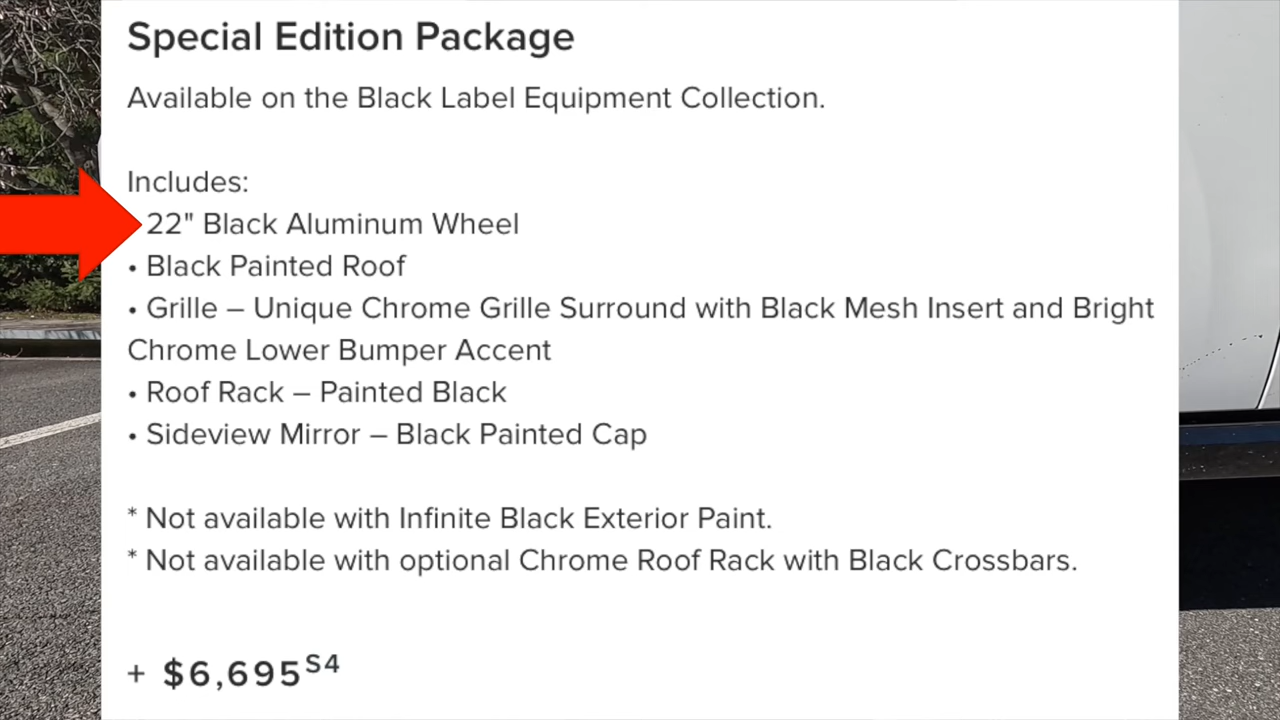 Special Edition Package
Available on the Black Label Equipment Collection.
Includes:
22" Black Aluminum Wheel
• Black Painted Roof
• Grille – Unique Chrome Grille Surround with Black Mesh Insert and Bright
Chrome Lower Bumper Accent
• Roof Rack – Painted Black
• Sideview Mirror – Black Painted Cap
* Not available with Infinite Black Exterior Paint.
* Not available with optional Chrome Roof Rack with Black Crossbars.
+ $6,695S4